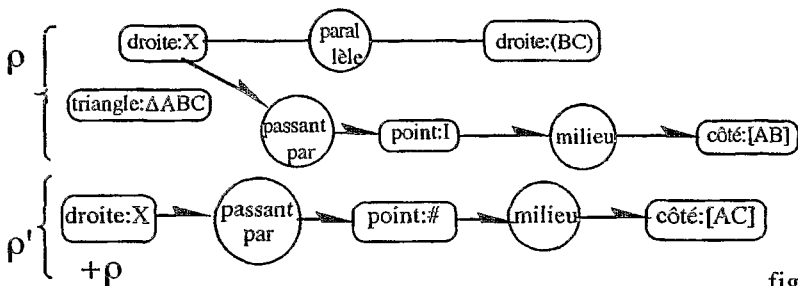 ρ
droite:X
paral
lèle
droite:(BC)
triangle:ΔABC
passant
par
point:I
milieu
côté:[AB]
ρ'
droite:X
passant
par
point:#
milieu
côté:[AC]
+ρ
fig